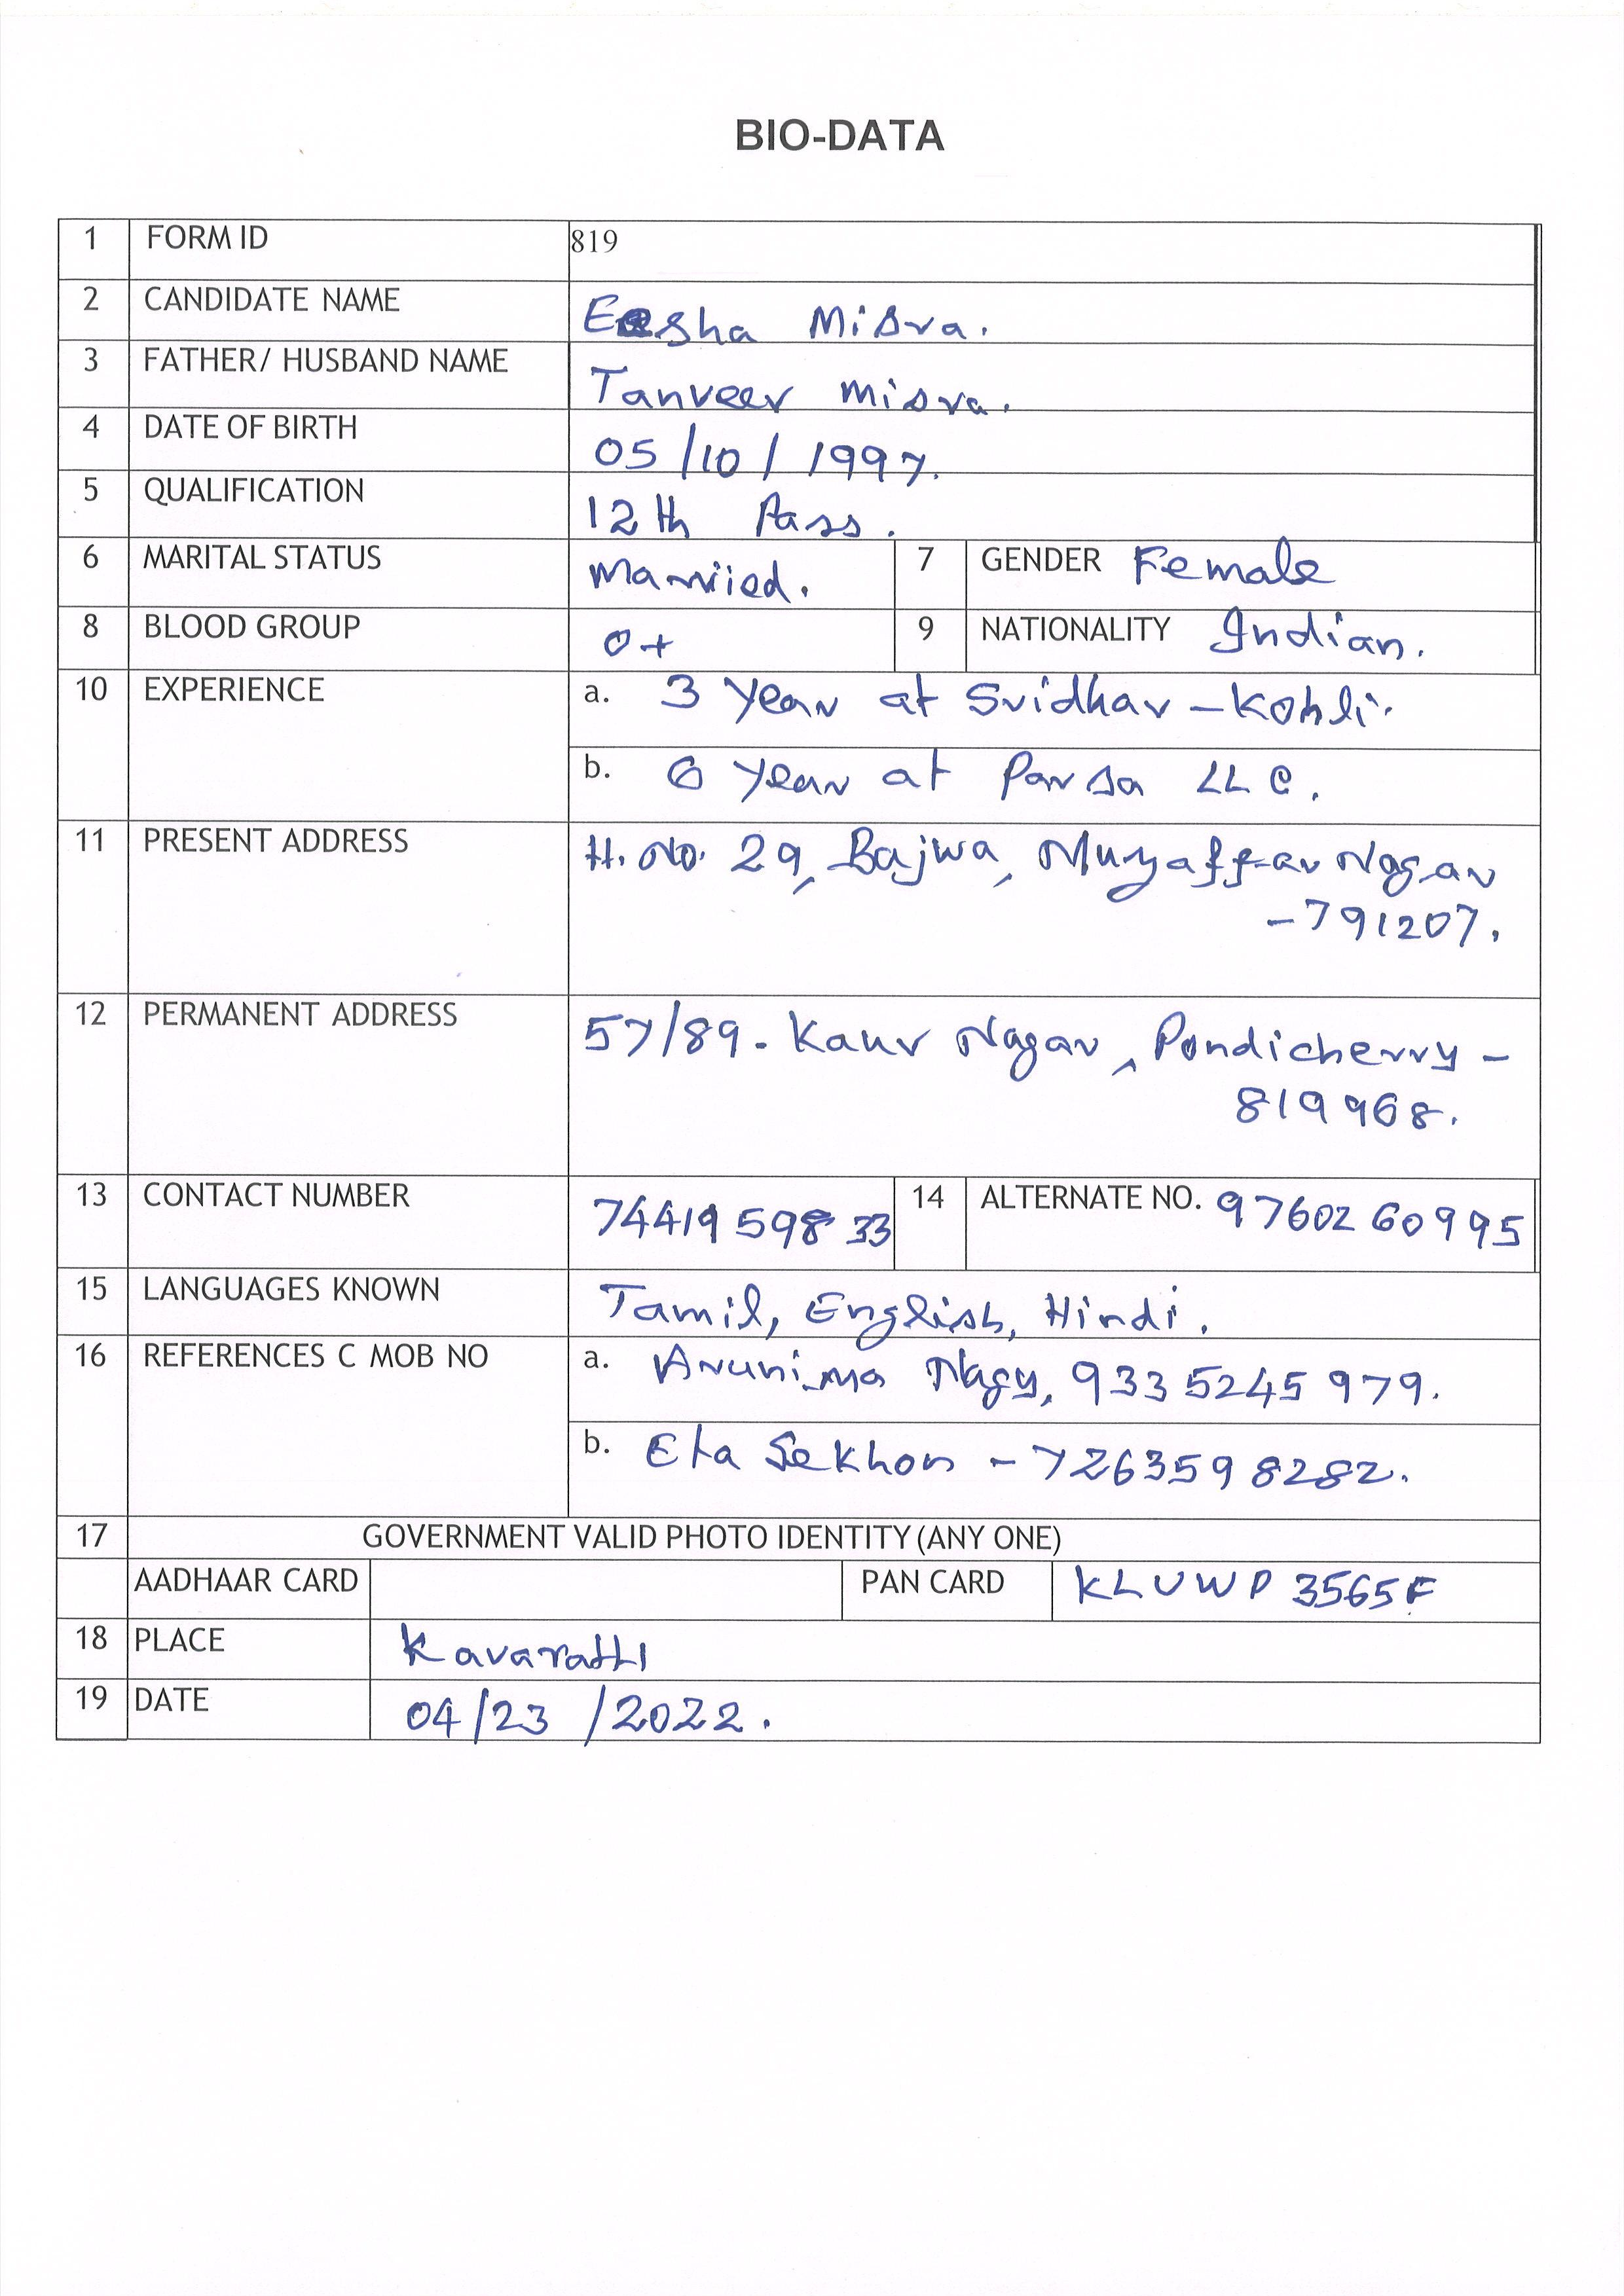 BIO-DATA
1 FORM ID 819
2 CANDIDATE NAME Eesha Misra.
3 FATHER/ HUSBAND NAME Tanveer Misra.
4 DATE OF BIRTH 05/10/1997.
5 QUALIFICATION 12th Pass.
6 MARITAL STATUS Married. 7 GENDER Female
8 BLOOD GROUP O+ 9 NATIONALITY Indian.
10 EXPERIENCE a. 3 Year at Sridhar-Kohli.
b. 6 Year at Parsa LLC.
11 PRESENT ADDRESS H. No. 29, Bajwa, Muzaffar Nagar
-791207.
12 PERMANENT ADDRESS 57/89. Kaur Nagar, Pondicherry -
819968.
13 CONTACT NUMBER 7441959833 14 ALTERNATE NO. 9760260995
15 LANGUAGES KNOWN Tamil, English, Hindi.
16 REFERENCES C MOB NO a. Arunima Nagy, 9335245979.
b. Eta Sekhon - 7263598282.
17 GOVERNMENT VALID PHOTO IDENTITY (ANY ONE)
AADHAAR CARD PAN CARD KLUWP3565F
18 PLACE Kavaratti
19 DATE 04/23/2022.